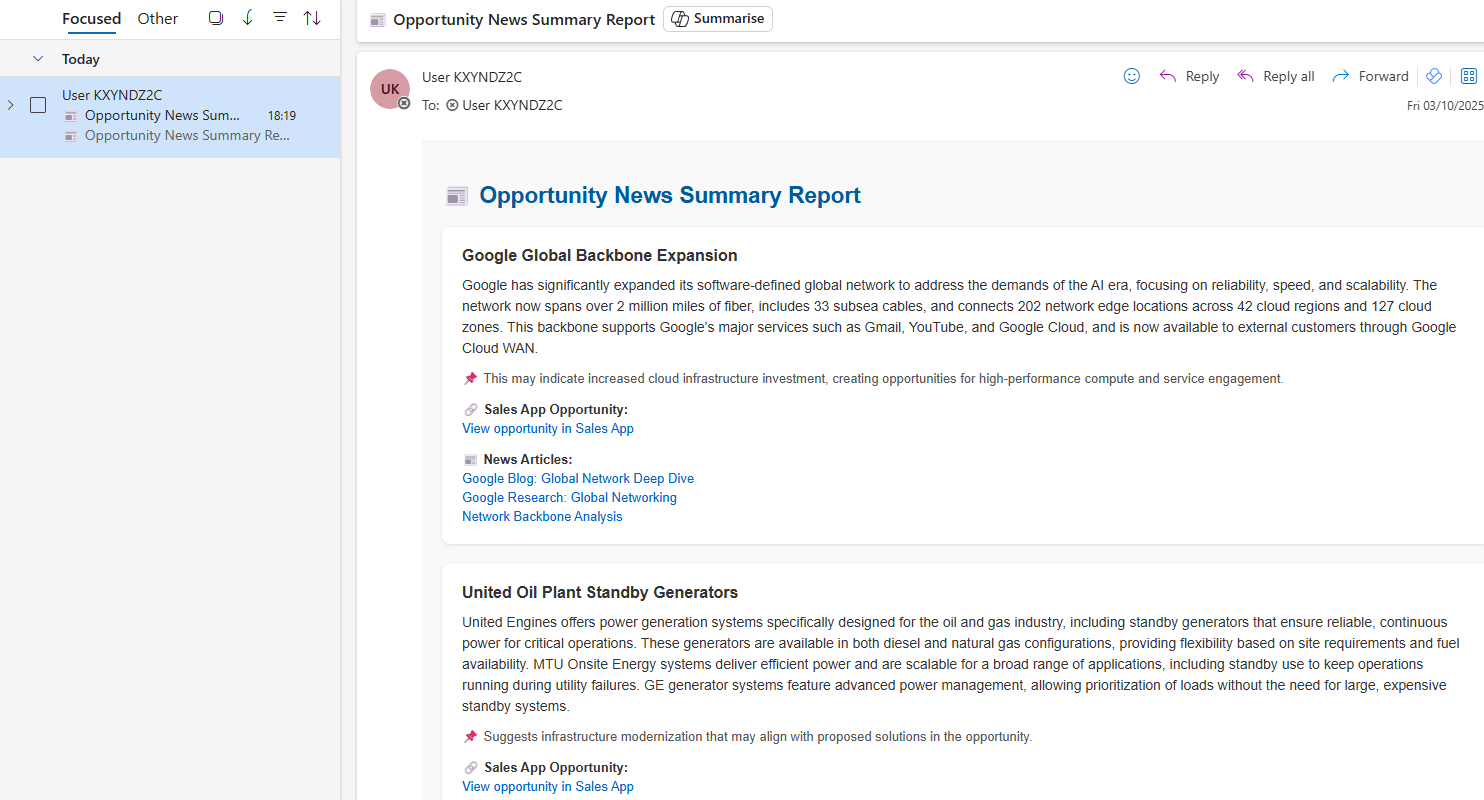 Focused Other
Today
User KXYNDZ2C
Opportunity News Sum... 18:19
Opportunity News Summary Re...
Opportunity News Summary Report Summarise
UK
User KXYNDZ2C
Reply Reply all Forward
To: User KXYNDZ2C
Fri 03/10/2025
Opportunity News Summary Report
Google Global Backbone Expansion
Google has significantly expanded its software-defined global network to address the demands of the AI era, focusing on reliability, speed, and scalability. The
network now spans over 2 million miles of fiber, includes 33 subsea cables, and connects 202 network edge locations across 42 cloud regions and 127 cloud
zones. This backbone supports Google’s major services such as Gmail, YouTube, and Google Cloud, and is now available to external customers through Google
Cloud WAN.
This may indicate increased cloud infrastructure investment, creating opportunities for high-performance compute and service engagement.
Sales App Opportunity:
View opportunity in Sales App
News Articles:
Google Blog: Global Network Deep Dive
Google Research: Global Networking
Network Backbone Analysis
United Oil Plant Standby Generators
United Engines offers power generation systems specifically designed for the oil and gas industry, including standby generators that ensure reliable, continuous
power for critical operations. These generators are available in both diesel and natural gas configurations, providing flexibility based on site requirements and fuel
availability. MTU Onsite Energy systems deliver efficient power and are scalable for a broad range of applications, including standby use to keep operations
running during utility failures. GE generator systems feature advanced power management, allowing prioritization of loads without the need for large, expensive
standby systems.
Suggests infrastructure modernization that may align with proposed solutions in the opportunity.
Sales App Opportunity:
View opportunity in Sales App